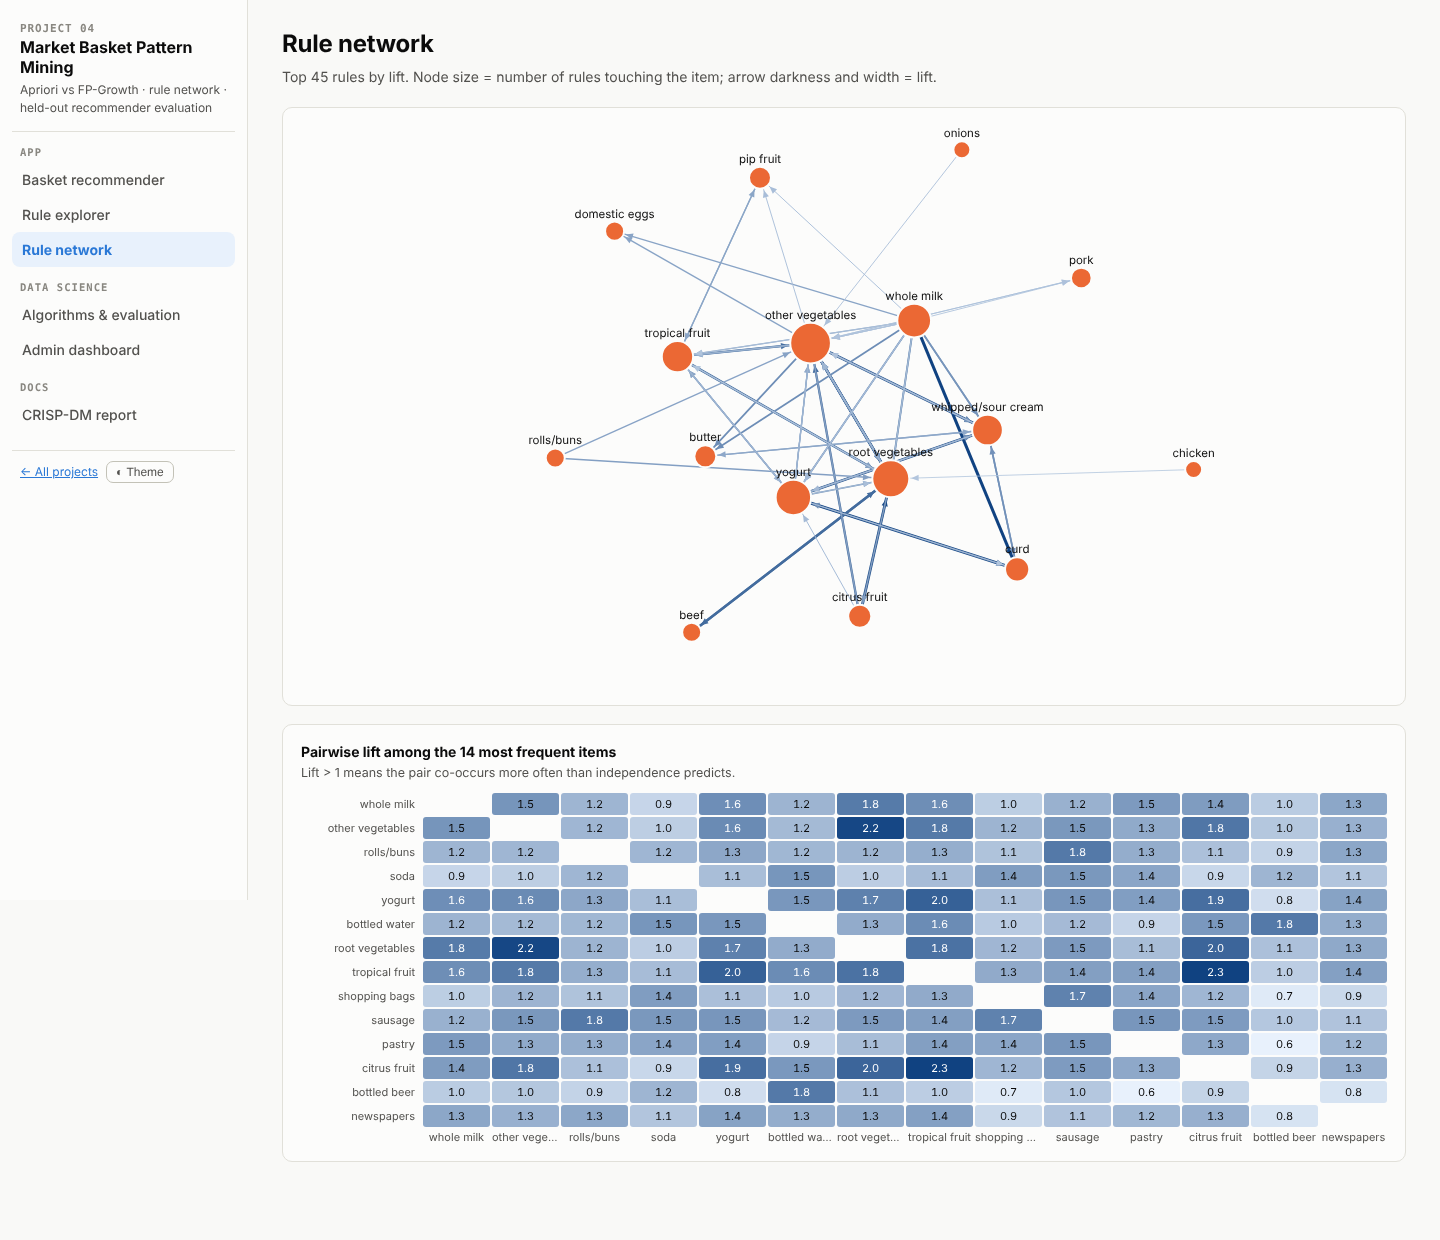 PROJECT 04
Market Basket Pattern
Mining
Apriori vs FP-Growth · rule network ·
held-out recommender evaluation
APP
Basket recommender
Rule explorer
Rule network
DATA SCIENCE
Algorithms & evaluation
Admin dashboard
DOCS
CRISP-DM report
← All projects
Theme
Rule network
Top 45 rules by lift. Node size = number of rules touching the item; arrow darkness and width = lift.
onions
pip fruit
domestic eggs
pork
whole milk
other vegetables
tropical fruit
whipped/sour cream
rolls/buns
butter
root vegetables
chicken
yogurt
curd
citrus fruit
beef
Pairwise lift among the 14 most frequent items
Lift > 1 means the pair co-occurs more often than independence predicts.
whole milk 1.5 1.2 0.9 1.6 1.2 1.8 1.6 1.0 1.2 1.5 1.4 1.0 1.3
other vegetables 1.5 1.2 1.0 1.6 1.2 2.2 1.8 1.2 1.5 1.3 1.8 1.0 1.3
rolls/buns 1.2 1.2 1.2 1.3 1.2 1.2 1.3 1.1 1.8 1.3 1.1 0.9 1.3
soda 0.9 1.0 1.2 1.1 1.5 1.0 1.1 1.4 1.5 1.4 0.9 1.2 1.1
yogurt 1.6 1.6 1.3 1.1 1.5 1.7 2.0 1.1 1.5 1.4 1.9 0.8 1.4
bottled water 1.2 1.2 1.2 1.5 1.5 1.3 1.6 1.0 1.2 0.9 1.5 1.8 1.3
root vegetables 1.8 2.2 1.2 1.0 1.7 1.3 1.8 1.2 1.5 1.1 2.0 1.1 1.3
tropical fruit 1.6 1.8 1.3 1.1 2.0 1.6 1.8 1.3 1.4 1.4 2.3 1.0 1.4
shopping bags 1.0 1.2 1.1 1.4 1.1 1.0 1.2 1.3 1.7 1.4 1.2 0.7 0.9
sausage 1.2 1.5 1.8 1.5 1.5 1.2 1.5 1.4 1.7 1.5 1.5 1.0 1.1
pastry 1.5 1.3 1.3 1.4 1.4 0.9 1.1 1.4 1.4 1.5 1.3 0.6 1.2
citrus fruit 1.4 1.8 1.1 0.9 1.9 1.5 2.0 2.3 1.2 1.5 1.3 0.9 1.3
bottled beer 1.0 1.0 0.9 1.2 0.8 1.8 1.1 1.0 0.7 1.0 0.6 0.9 0.8
newspapers 1.3 1.3 1.3 1.1 1.4 1.3 1.3 1.4 0.9 1.1 1.2 1.3 0.8
whole milk other vege... rolls/buns soda yogurt bottled wa... root veget... tropical fruit shopping ... sausage pastry citrus fruit bottled beer newspapers